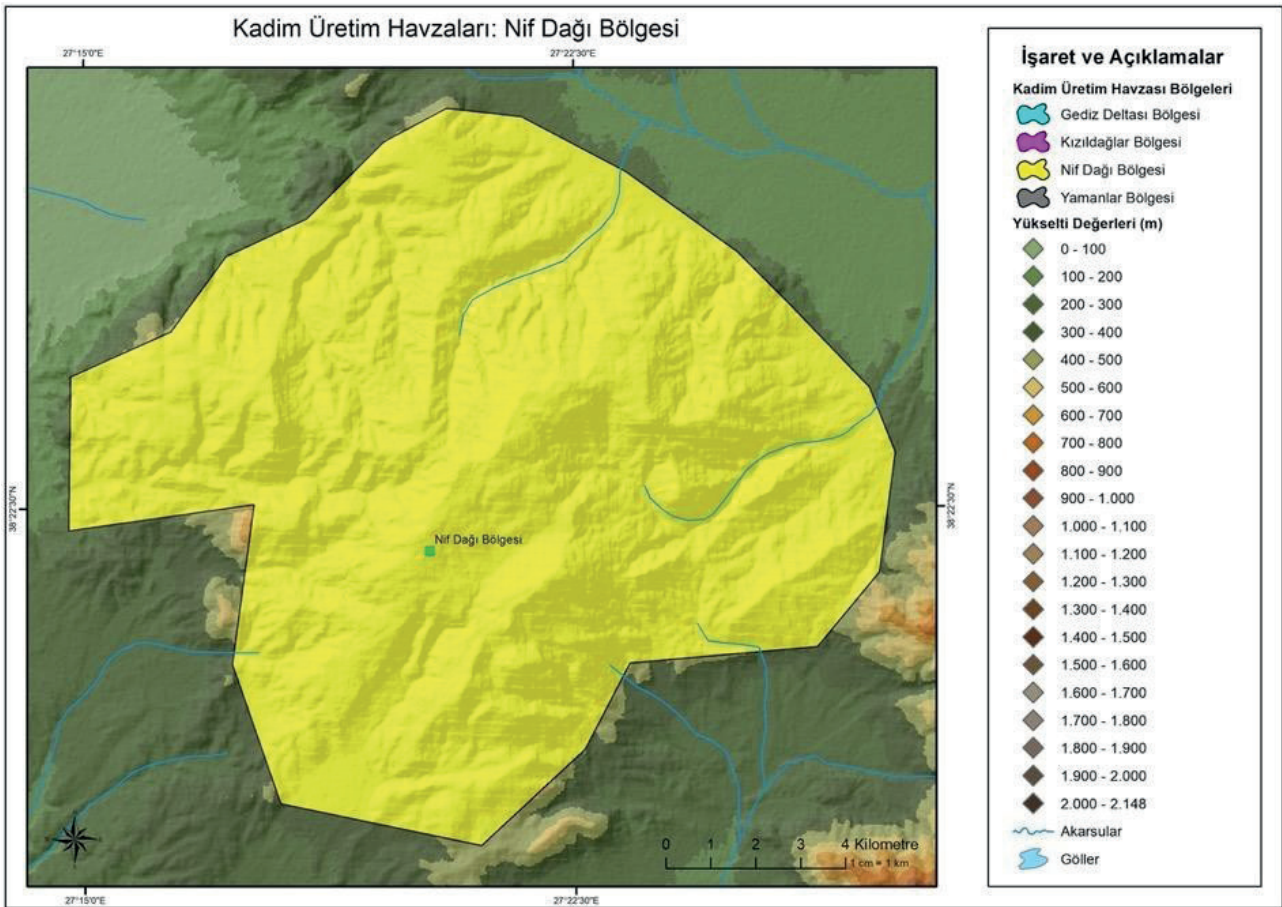 Kadim Üretim Havzaları: Nif Dağı Bölgesi
27°15'0"E
27°22'30"E
38°22'30"N
38°22'30"N
Nif Dağı Bölgesi
0 1 2 3 4 Kilometre
1 cm = 1 km
27°15'0"E
27°22'30"E
İşaret ve Açıklamalar
Kadim Üretim Havzası Bölgeleri
Gediz Deltası Bölgesi
Kızıldağlar Bölgesi
Nif Dağı Bölgesi
Yamanlar Bölgesi
Yükselti Değerleri (m)
0 - 100
100 - 200
200 - 300
300 - 400
400 - 500
500 - 600
600 - 700
700 - 800
800 - 900
900 - 1.000
1.000 - 1.100
1.100 - 1.200
1.200 - 1.300
1.300 - 1.400
1.400 - 1.500
1.500 - 1.600
1.600 - 1.700
1.700 - 1.800
1.800 - 1.900
1.900 - 2.000
2.000 - 2.148
Akarsular
Göller